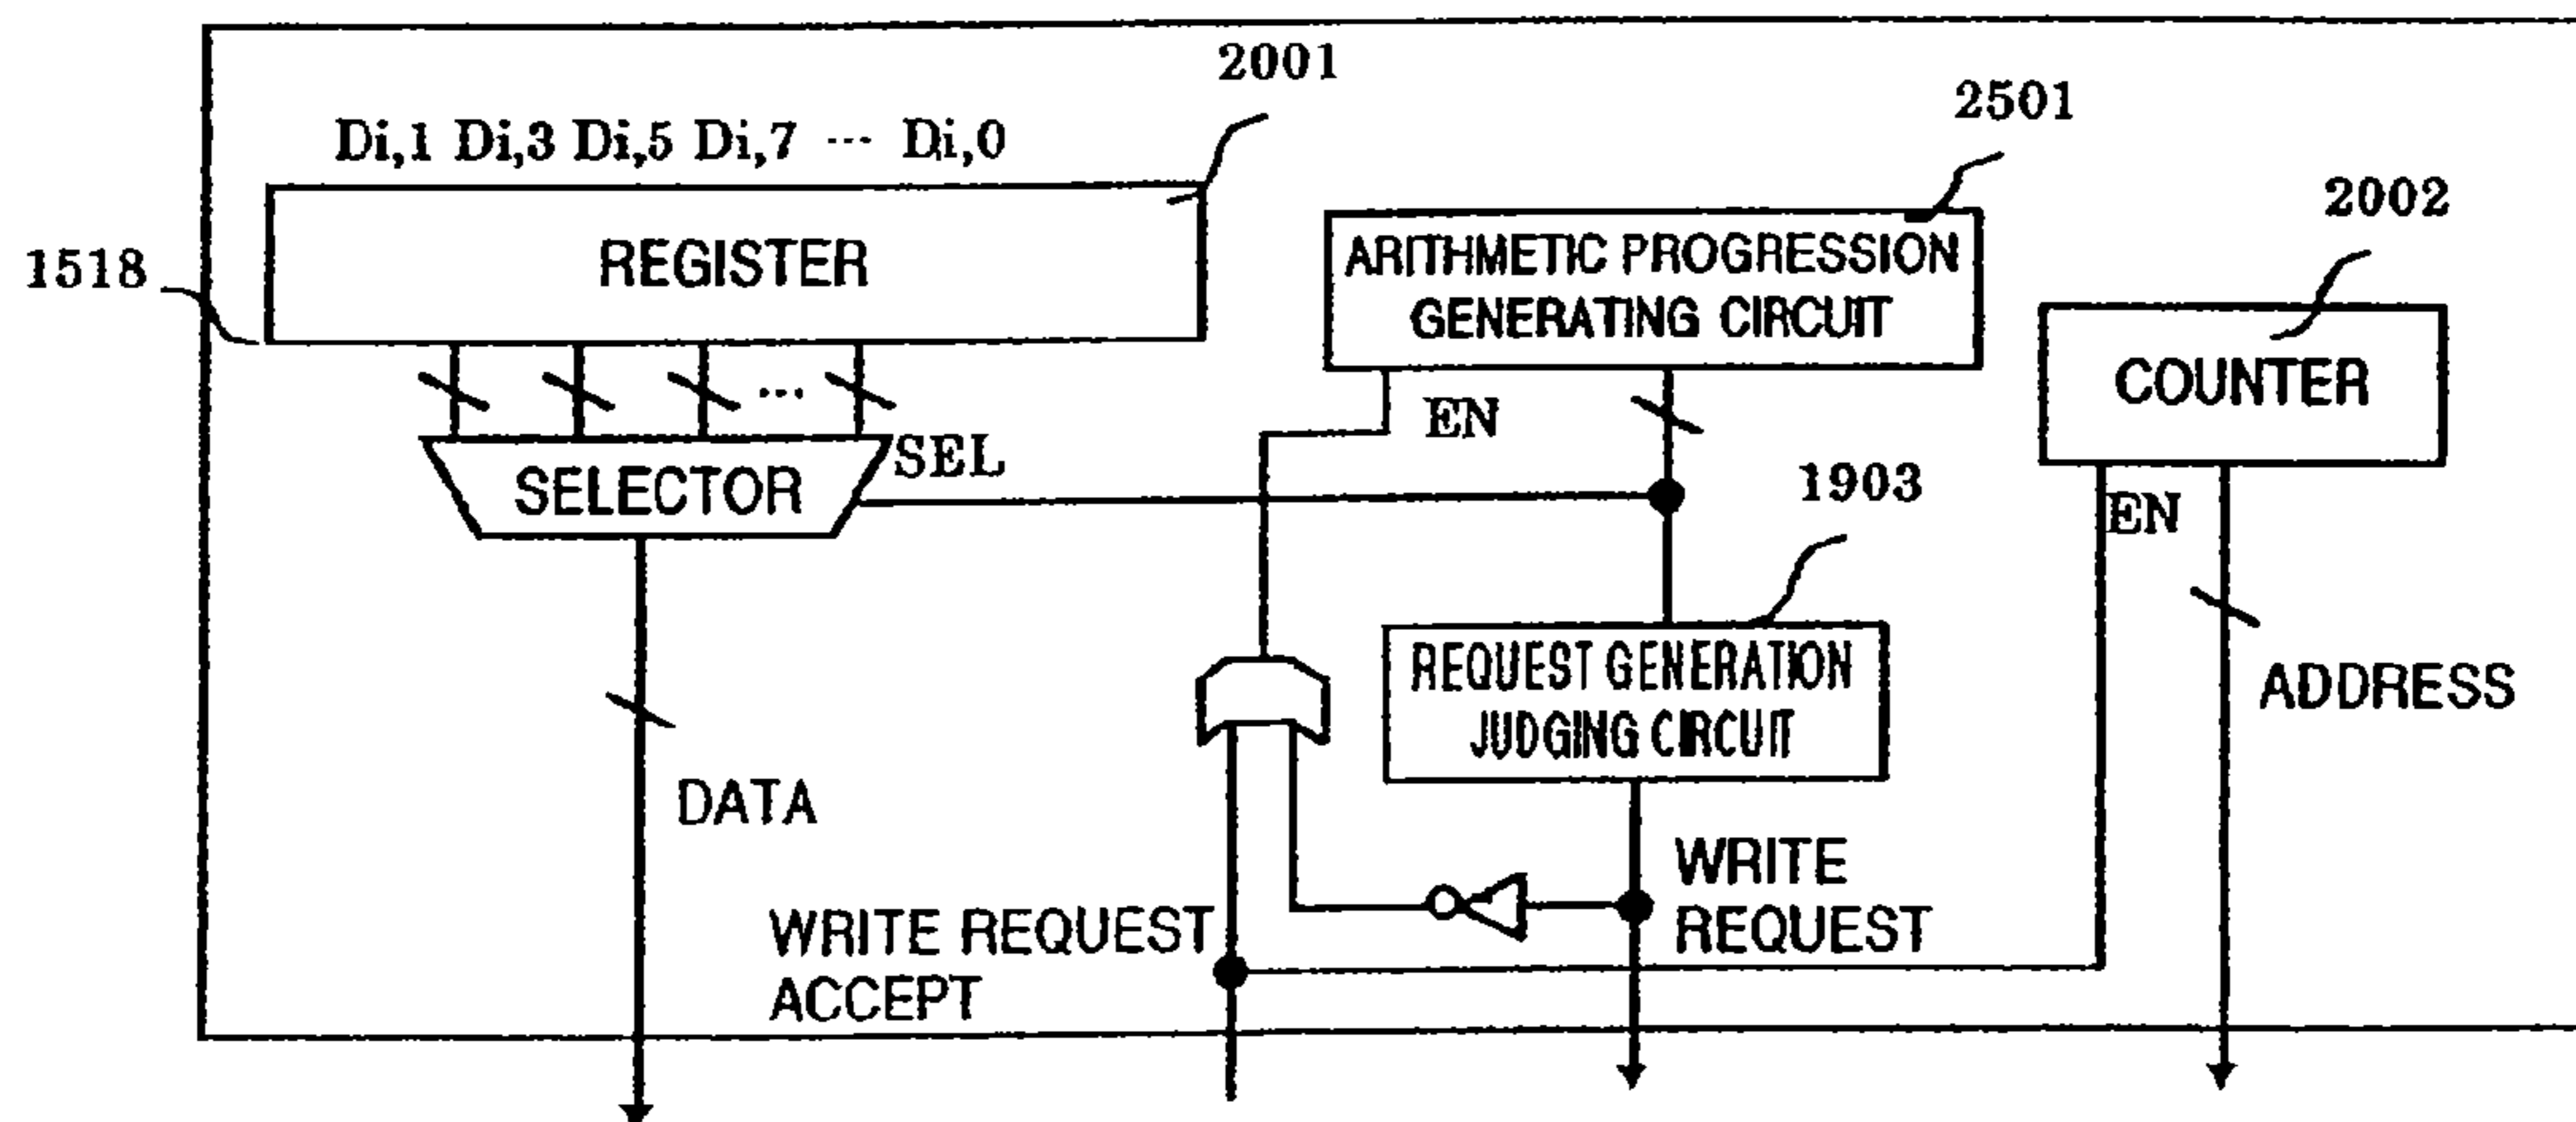 2001
2501
Di,1 Di,3 Di,5 Di,7 ... Di,0
2002
1518
REGISTER
ARITHMETIC PROGRESSION
GENERATING CIRCUIT
COUNTER
...
EN
SEL
SELECTOR
1903
EN
REQUEST GENERATION
JUDGING CIRCUIT
ADDRESS
DATA
WRITE
REQUEST
WRITE REQUEST
ACCEPT